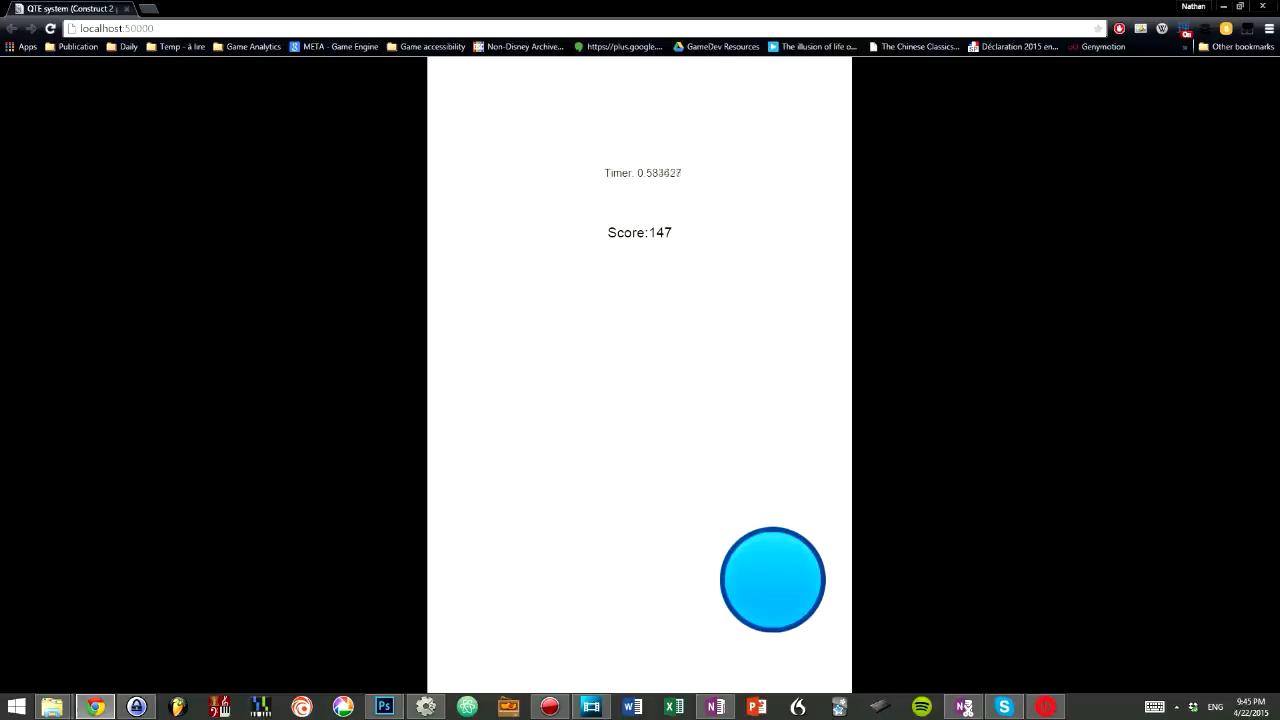 QTE system (Construct 2
Nathan
localhost:50000
Apps Publication Daily Temp - à lire Game Analytics META - Game Engine Game accessibility Non-Disney Archive... https://plus.google.... GameDev Resources The illusion of life o... The Chinese Classics... Déclaration 2015 en... Genymotion » Other bookmarks
Timer: 0.583627
Score:147
ENG
9:45 PM
4/22/2015